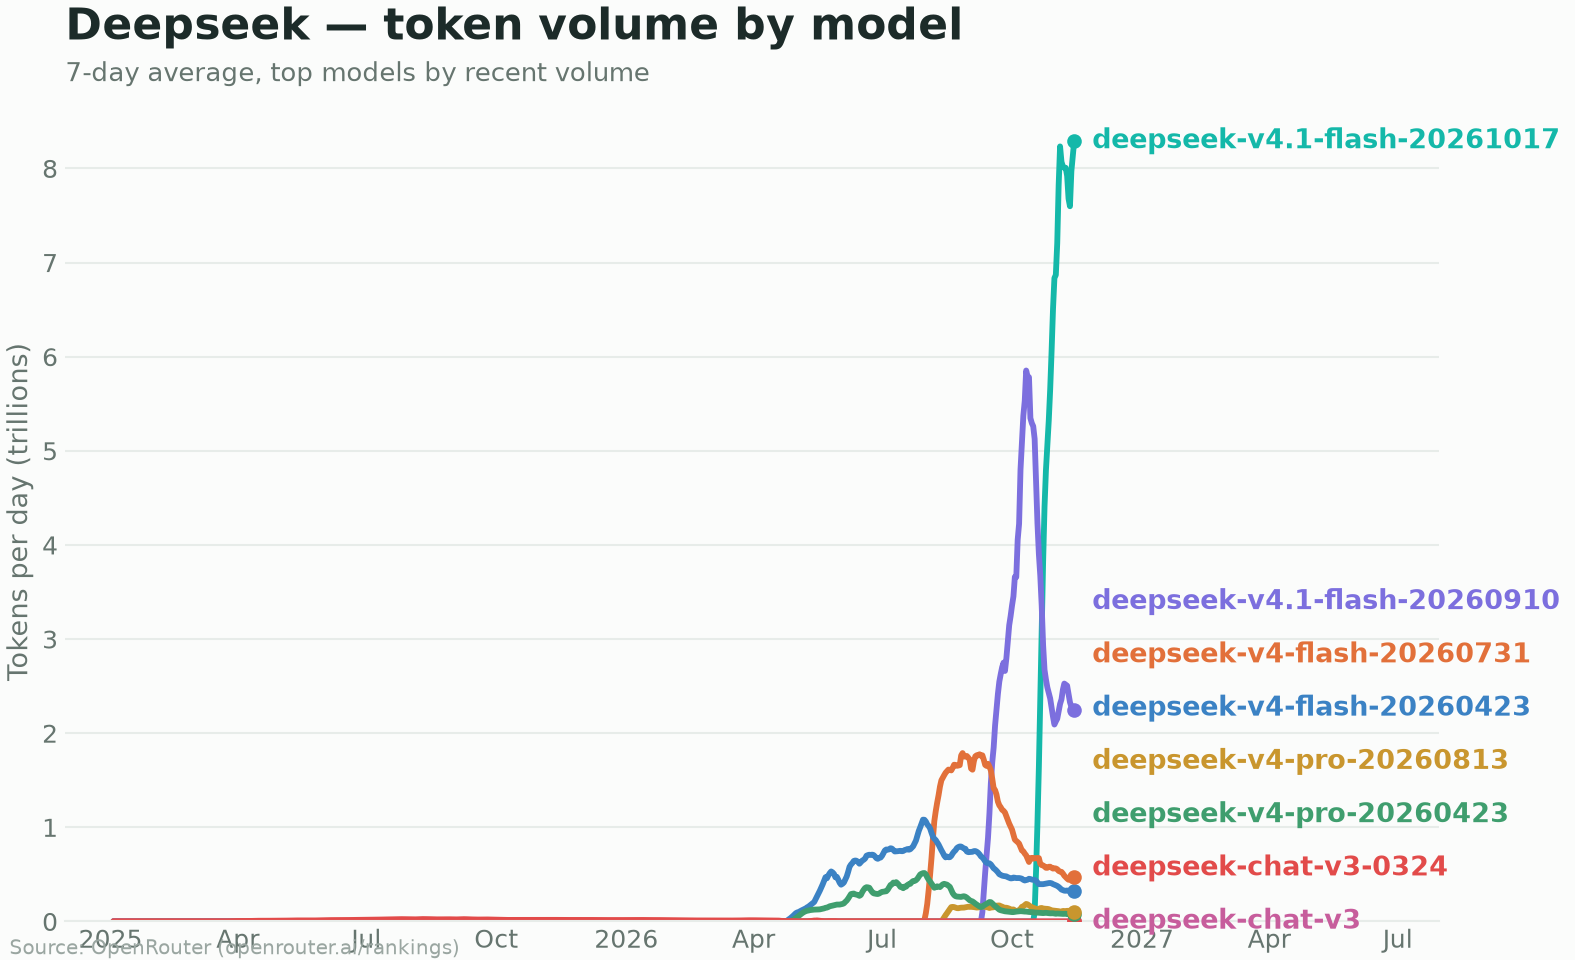 Deepseek — token volume by model
7-day average, top models by recent volume
Tokens per day (trillions)
8
7
6
5
4
3
2
1
0
deepseek-v4.1-flash-20261017
deepseek-v4.1-flash-20260910
deepseek-v4-flash-20260731
deepseek-v4-flash-20260423
deepseek-v4-pro-20260813
deepseek-v4-pro-20260423
deepseek-chat-v3-0324
deepseek-chat-v3
2025 Apr Jul Oct 2026 Apr Jul Oct 2027 Apr Jul
Source: OpenRouter (openrouter.ai/rankings)